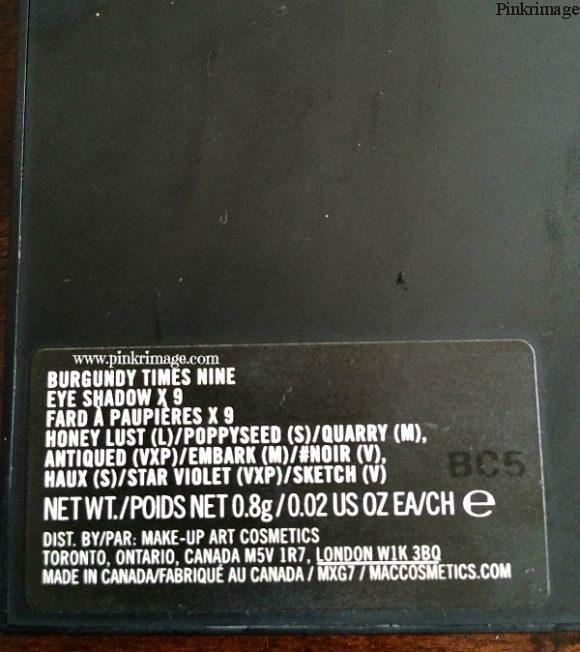 Pinkrimage
www.pinkrimage.com
BURGUNDY TIMES NINE
EYE SHADOW X 9
FARD À PAUPIÈRES X 9
HONEY LUST (L)/POPPYSEED (S)/QUARRY (M),
ANTIQUED (VXP)/EMBARK (M)/#NOIR (V),
HAUX (S)/STAR VIOLET (VXP)/SKETCH (V)
BC5
NET WT./POIDS NET 0.8g/0.02 US OZ EA/CH ℮
DIST. BY/PAR: MAKE-UP ART COSMETICS
TORONTO, ONTARIO, CANADA M5V 1R7, LONDON W1K 3BQ
MADE IN CANADA/FABRIQUÉ AU CANADA / MXG7 / MACCOSMETICS.COM